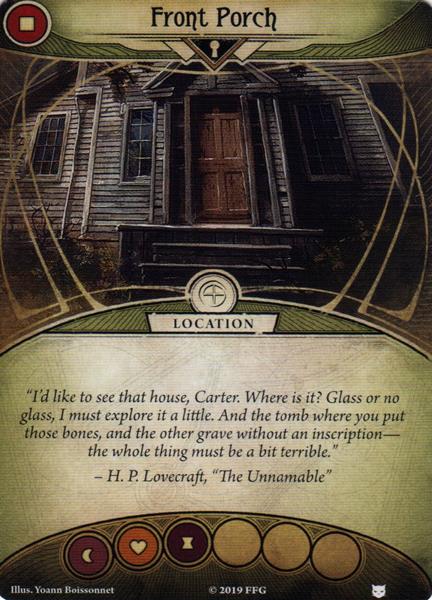 Front Porch
LOCATION
“I’d like to see that house, Carter. Where is it? Glass or no
glass, I must explore it a little. And the tomb where you put
those bones, and the other grave without an inscription—
the whole thing must be a bit terrible.”
– H. P. Lovecraft, “The Unnamable”
Illus. Yoann Boissonnet
© 2019 FFG